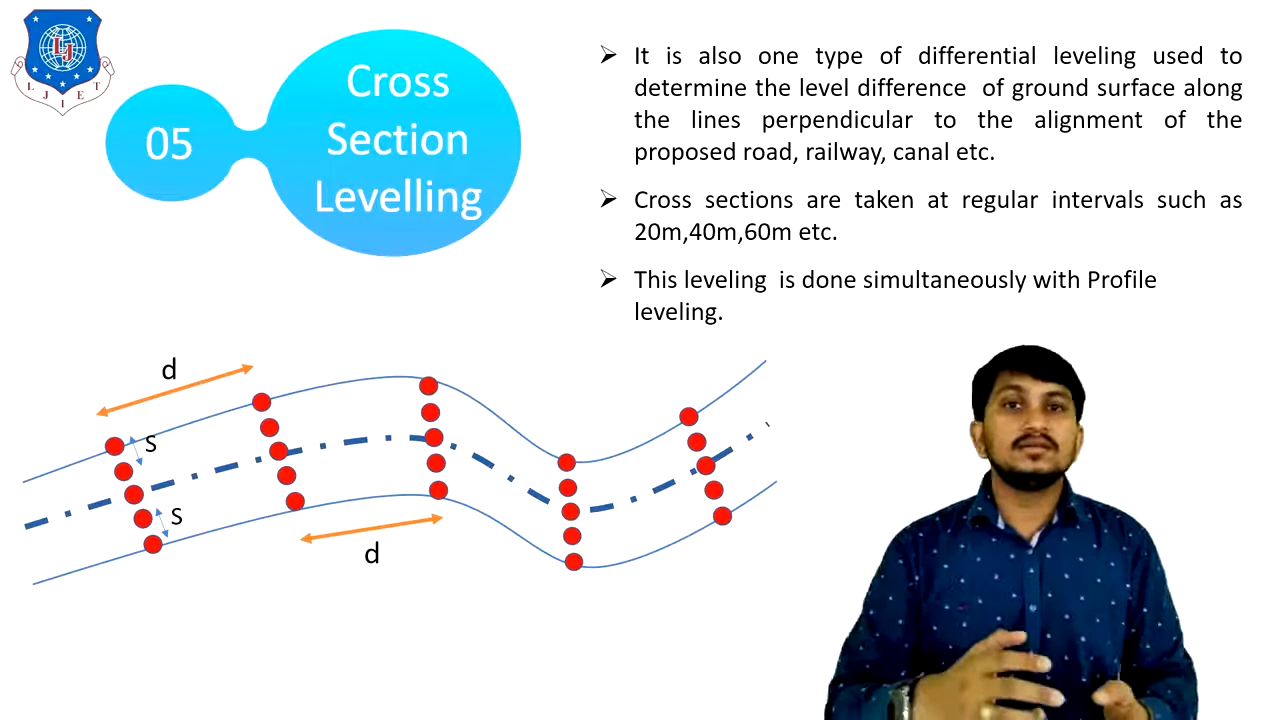 LJ
LJIET
05
Cross
Section
Levelling
➢ It is also one type of differential leveling used to
determine the level difference of ground surface along
the lines perpendicular to the alignment of the
proposed road, railway, canal etc.
➢ Cross sections are taken at regular intervals such as
20m,40m,60m etc.
➢ This leveling is done simultaneously with Profile
leveling.
d
S
S
d